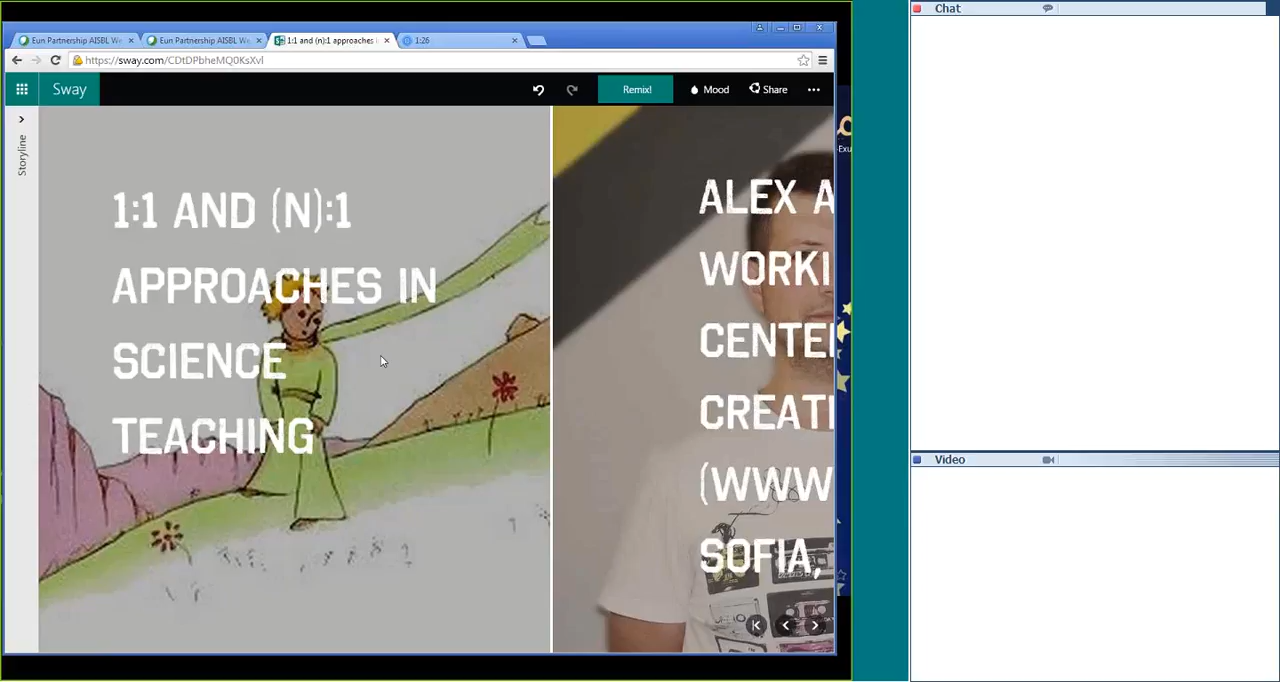 Chat
Eun Partnership AISBL We
Eun Partnership AISBL We
1:1 and (n):1 approaches i
1:26
https://sway.com/CDtDPbheMQ0KsXvl
Sway
Remix!
Mood
Share
Storyline
1:1 AND (N):1
APPROACHES IN
SCIENCE
TEACHING
ALEX A
WORKI
CENTE
CREATI
(WWW
SOFIA,
-Exu
Video